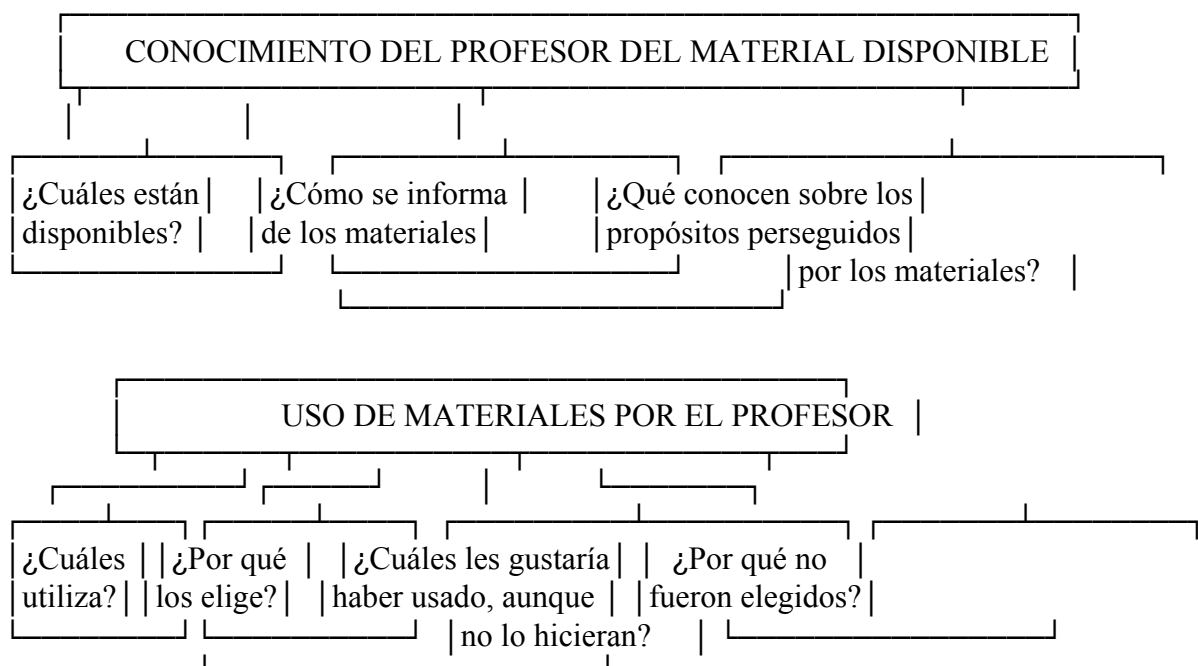 CONOCIMIENTO DEL PROFESOR DEL MATERIAL DISPONIBLE
¿Cuáles están
disponibles?
¿Cómo se informa
de los materiales
¿Qué conocen sobre los
propósitos perseguidos
por los materiales?
USO DE MATERIALES POR EL PROFESOR
¿Cuáles
utiliza?
¿Por qué
los elige?
¿Cuáles les gustaría
haber usado, aunque
no lo hicieran?
¿Por qué no
fueron elegidos?